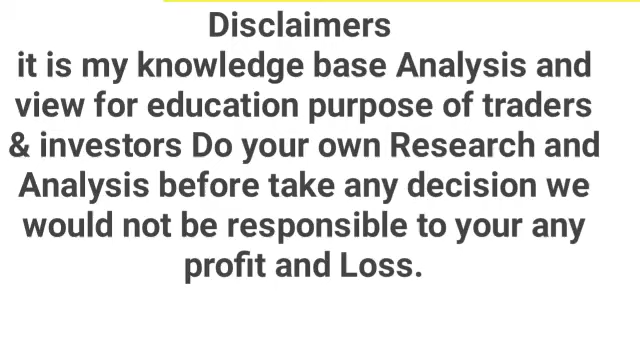 Disclaimers
it is my knowledge base Analysis and
view for education purpose of traders
& investors Do your own Research and
Analysis before take any decision we
would not be responsible to your any
profit and Loss.